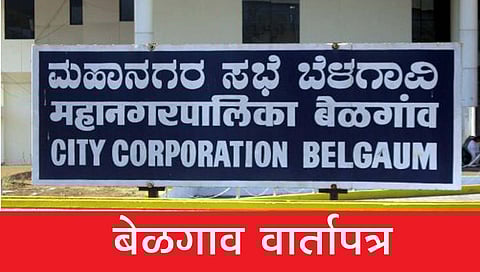 ಮಹಾನಗರ ಸಭೆ ಬೆಳಗಾವಿ
महानगरपालिका बेळगांव
CITY CORPORATION BELGAUM
बेळगाव वार्तापत्र